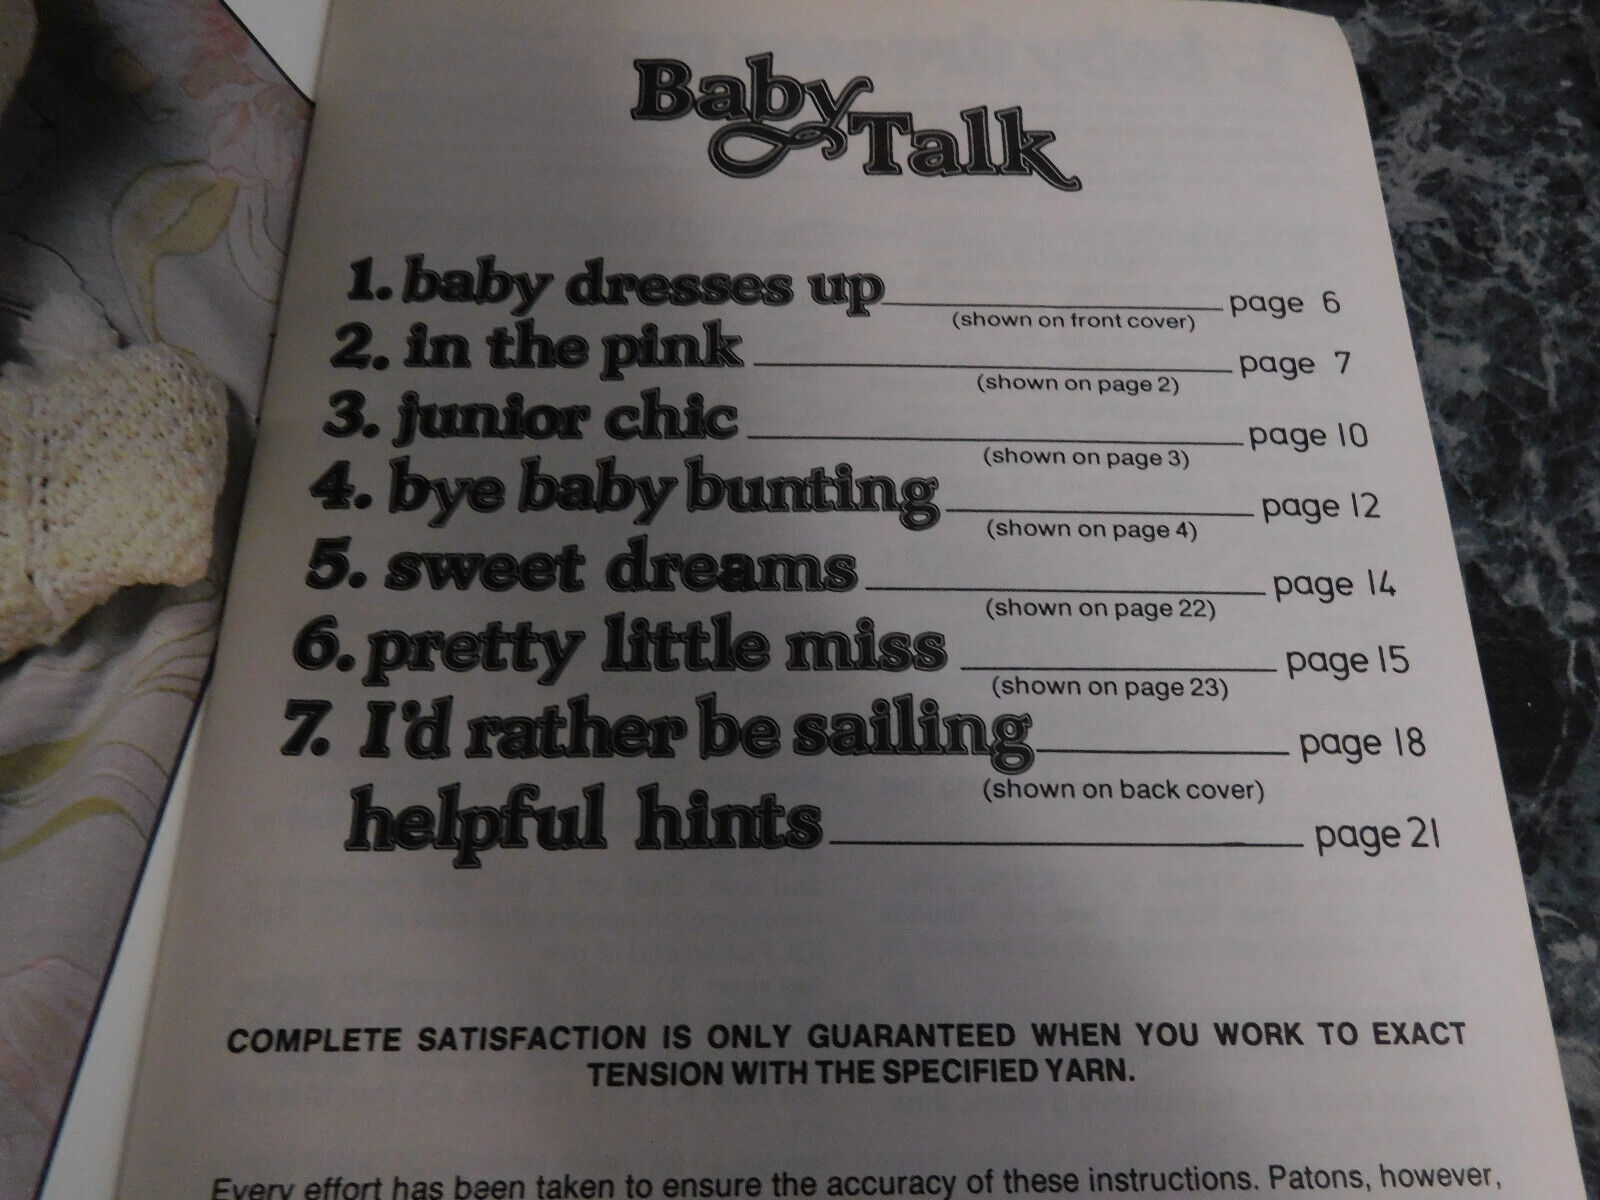 Baby Talk
1. baby dresses up page 6
(shown on front cover)
2. in the pink page 7
(shown on page 2)
3. junior chic page 10
(shown on page 3)
4. bye baby bunting page 12
(shown on page 4)
5. sweet dreams page 14
(shown on page 22)
6. pretty little miss page 15
(shown on page 23)
7. I'd rather be sailing page 18
(shown on back cover)
helpful hints page 21
COMPLETE SATISFACTION IS ONLY GUARANTEED WHEN YOU WORK TO EXACT
TENSION WITH THE SPECIFIED YARN.
Every effort has been taken to ensure the accuracy of these instructions. Patons, however,